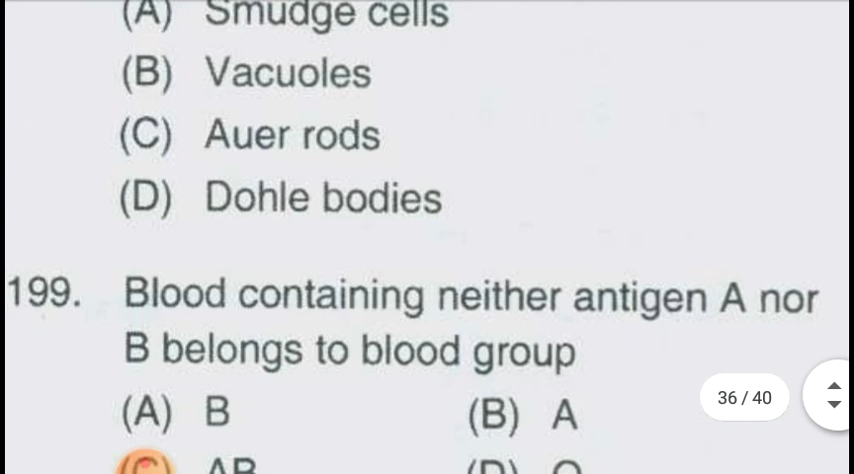 (A) Smudge cells
(B) Vacuoles
(C) Auer rods
(D) Dohle bodies
199. Blood containing neither antigen A nor
B belongs to blood group
(A) B (B) A
36 / 40
(C) AB (D) O